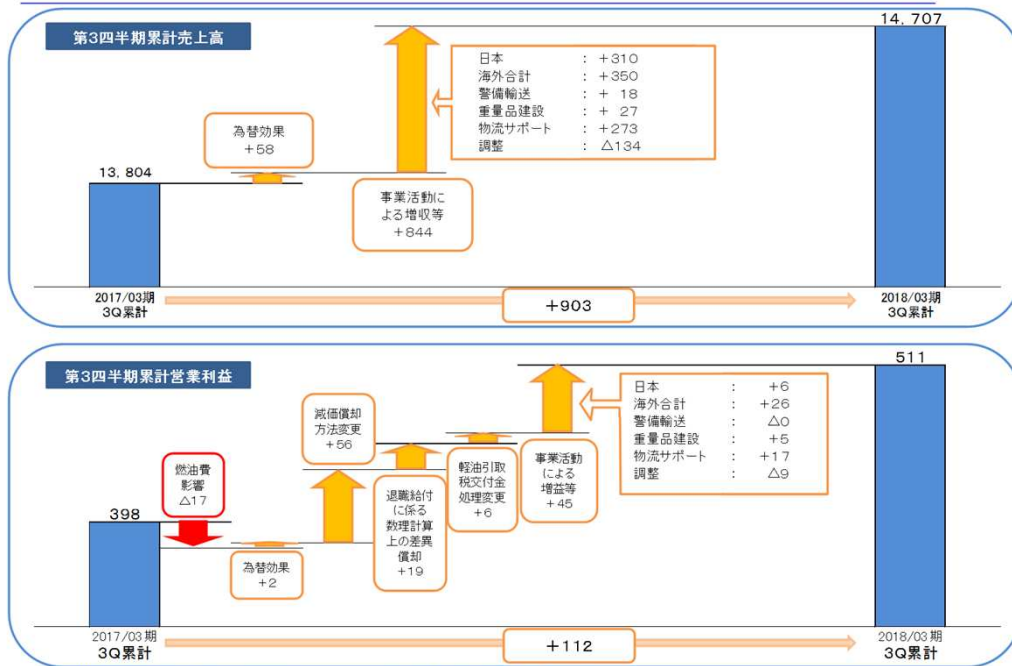 第3四半期累計売上高
14,707
日本 : +310
海外合計 : +350
警備輸送 : + 18
重量品建設 : + 27
物流サポート : +273
調整 : △134
為替効果
+58
13,804
事業活動に
よる増収等
+844
2017/03期
3Q累計
+903
2018/03期
3Q累計
第3四半期累計営業利益
511
日本 : +6
海外合計 : +26
警備輸送 : △0
重量品建設 : +5
物流サポート : +17
調整 : △9
減価償却
方法変更
+56
燃油費
影響
△17
398
為替効果
+2
退職給付
に係る
数理計算
上の差異
償却
+19
軽油引取
税交付金
処理変更
+6
事業活動
による
増益等
+45
2017/03期
3Q累計
+112
2018/03期
3Q累計